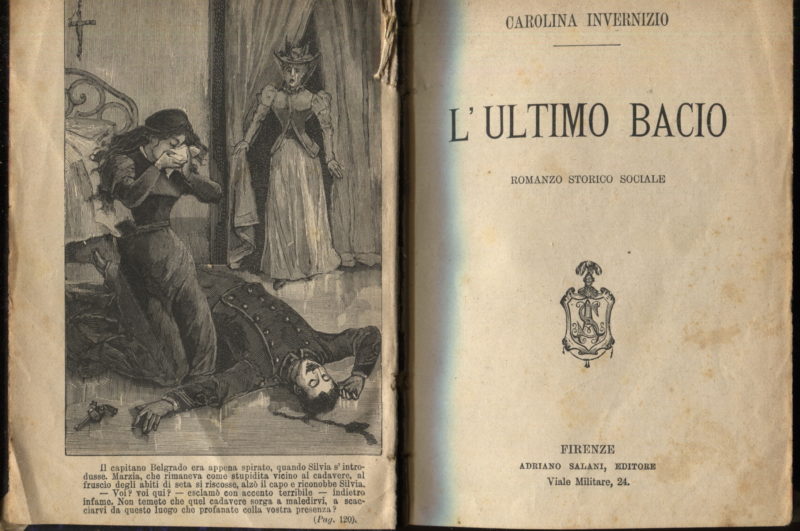 Il capitano Belgrado era appena spirato, quando Silvia s' intro-
dusse. Marzia, che rimaneva come stupidita vicino al cadavere, al
fruscio degli abiti di seta si riscosse, alzò il capo e riconobbe Silvia.
— Voi? voi qui? — esclamò con accento terribile — indietro
infame. Non temete che quel cadavere sorga a maledirvi, a scac-
ciarvi da questo luogo che profanate colla vostra presenza?
(Pag. 120).
CAROLINA INVERNIZIO
L' ULTIMO BACIO
ROMANZO STORICO SOCIALE
FIRENZE
ADRIANO SALANI, EDITORE
Viale Militare, 24.